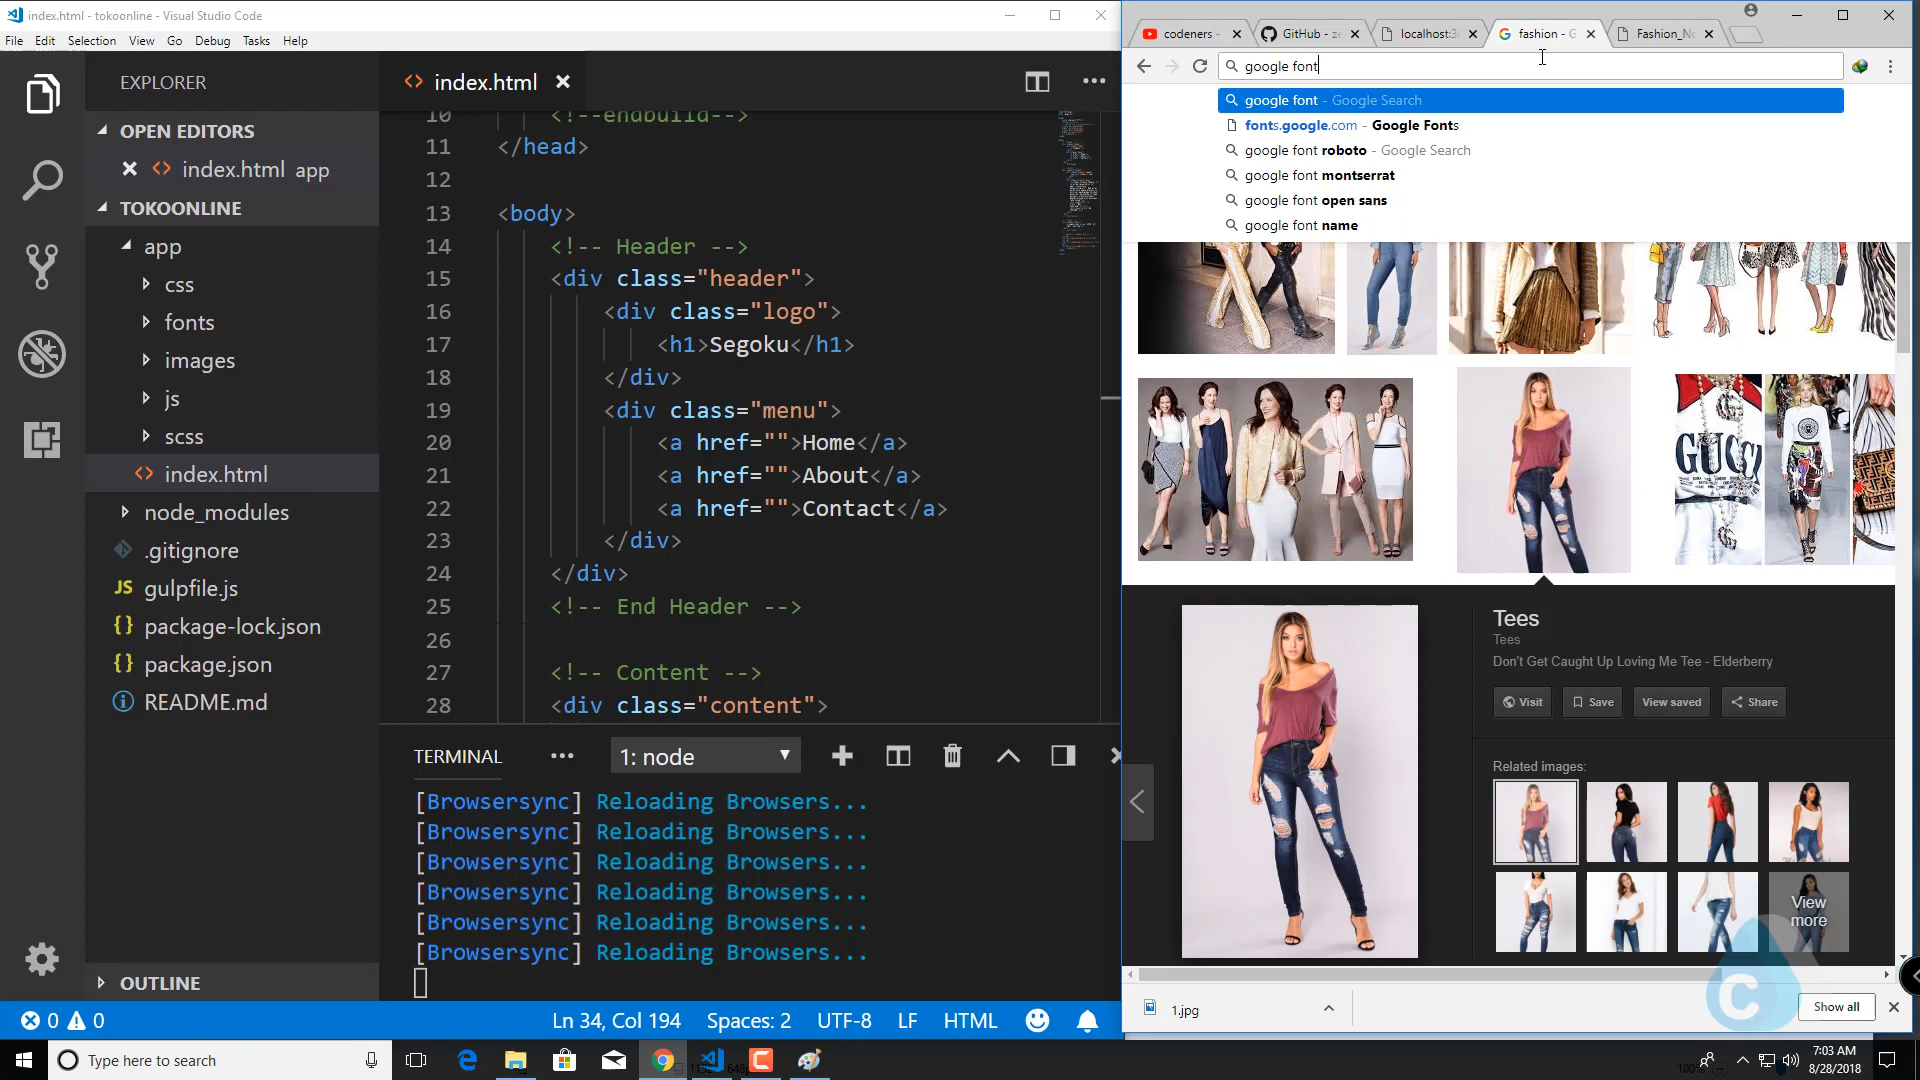 index.html - tokoonline - Visual Studio Code
File Edit Selection View Go Debug Tasks Help
EXPLORER
OPEN EDITORS
index.html app
TOKOONLINE
app
css
fonts
images
js
scss
index.html
node_modules
.gitignore
JS gulpfile.js
{} package-lock.json
{} package.json
README.md
OUTLINE
index.html
10 <!--endbuild-->
11 </head>
12
13 <body>
14 <!-- Header -->
15 <div class="header">
16 <div class="logo">
17 <h1>Segoku</h1>
18 </div>
19 <div class="menu">
20 <a href="">Home</a>
21 <a href="">About</a>
22 <a href="">Contact</a>
23 </div>
24 </div>
25 <!-- End Header -->
26
27 <!-- Content -->
28 <div class="content">
TERMINAL
1: node
[Browsersync] Reloading Browsers...
[Browsersync] Reloading Browsers...
[Browsersync] Reloading Browsers...
[Browsersync] Reloading Browsers...
[Browsersync] Reloading Browsers...
[Browsersync] Reloading Browsers...
0 0
Ln 34, Col 194 Spaces: 2 UTF-8 LF HTML
codeners - GitHub - ze localhost:3 fashion - G Fashion_No
google font
google font - Google Search
fonts.google.com - Google Fonts
google font roboto - Google Search
google font montserrat
google font open sans
google font name
GUCCI
Tees
Tees
Don't Get Caught Up Loving Me Tee - Elderberry
Visit Save View saved Share
Related images:
View
more
C
1.jpg
Show all
Type here to search
7:03 AM
8/28/2018